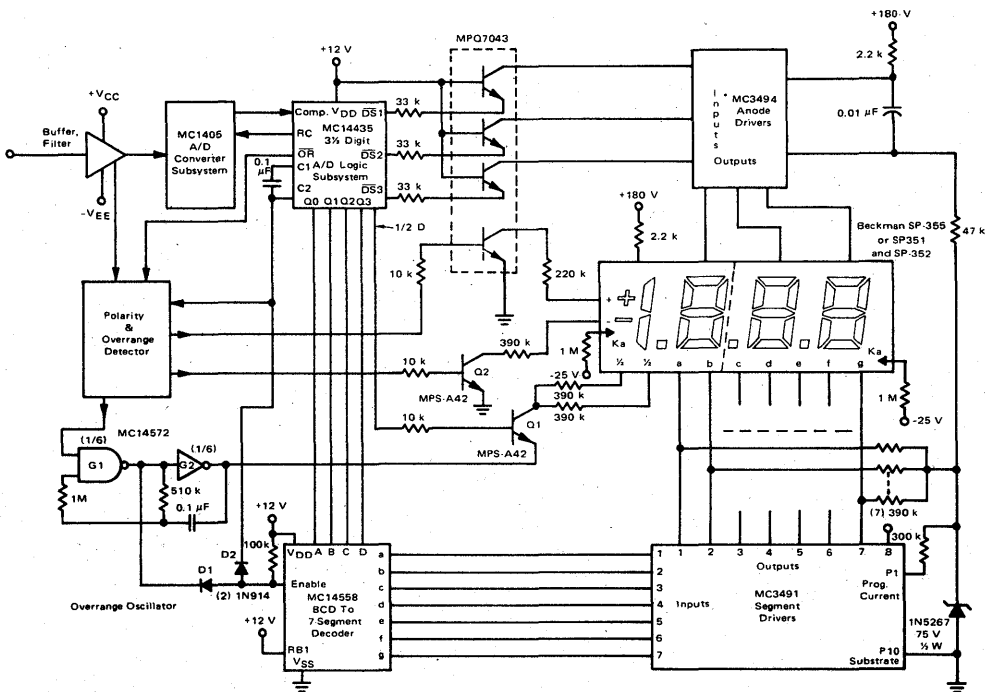 +180 V
2.2 k
MPQ7043
+12 V
+VCC
Buffer,
Filter
-VEE
MC1405
A/D
Converter
Subsystem
Comp. VDD DS1
RC MC14435
3½ Digit
OR
C1 A/D Logic DS2
C2 Subsystem
DS3
Q0 Q1 Q2 Q3
0.1
µF
33 k
33 k
33 k
Inputs
MC3494
Anode
Drivers
Outputs
0.01 µF
+180 V
2.2 k
Beckman SP-355
or SP351
and SP-352
47 k
1/2 D
10 k
220 k
Polarity
&
Overrange
Detector
390 k
10 k
Q2
MPS-A42
+
-
1 M
Ka
-25 V
½ ½ a b c d e f g
Ka
1 M
-25 V
390 k
390 k
10 k
Q1
MPS-A42
MC14572
(1/6)
G1
(1/6)
G2
1M
510 k
0.1 µF
(7) 390 k
300 k
+12 V
100k
D2
D1
(2) 1N914
Overrange Oscillator
+12 V
VDD A B C D
Enable
MC14558
BCD To
7-Segment
Decoder
RB1
VSS
a
b
c
d
e
f
g
1 2 3 4 5 6 7 8
Outputs
1
2
3
4
5
6
7
Inputs
MC3491
Segment
Drivers
P1
Prog.
Current
P10
Substrate
1N5267
75 V
½ W